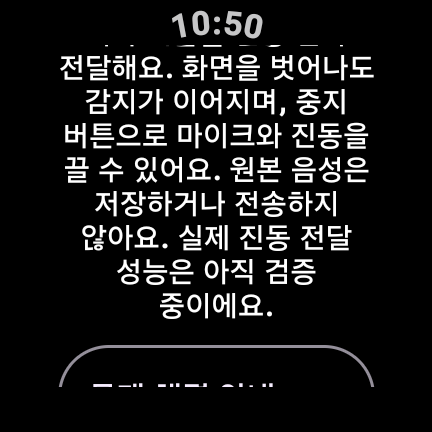 10:50
전달해요. 화면을 벗어나도
감지가 이어지며, 중지
버튼으로 마이크와 진동을
끌 수 있어요. 원본 음성은
저장하거나 전송하지
않아요. 실제 진동 전달
성능은 아직 검증
중이에요.